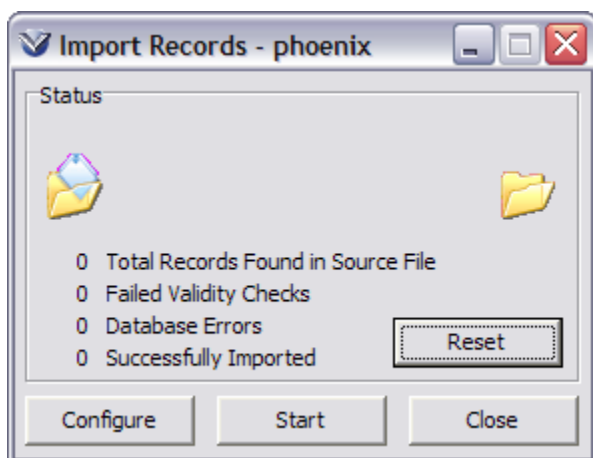 Import Records - phoenix
Status
0 Total Records Found in Source File
0 Failed Validity Checks
0 Database Errors
0 Successfully Imported
Reset
Configure Start Close